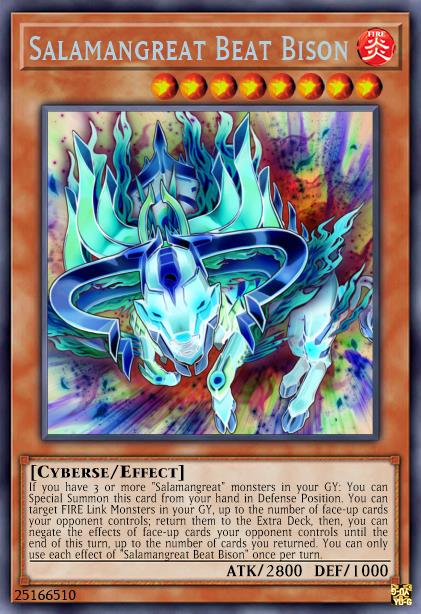 SALAMANGREAT BEAT BISON
FIRE
炎
[CYBERSE/EFFECT]
If you have 3 or more "Salamangreat" monsters in your GY: You can
Special Summon this card from your hand in Defense Position. You can
target FIRE Link Monsters in your GY, up to the number of face-up cards
your opponent controls; return them to the Extra Deck, then, you can
negate the effects of face-up cards your opponent controls until the
end of this turn, up to the number of cards you returned. You can only
use each effect of "Salamangreat Beat Bison" once per turn.
ATK/2800 DEF/1000
25166510